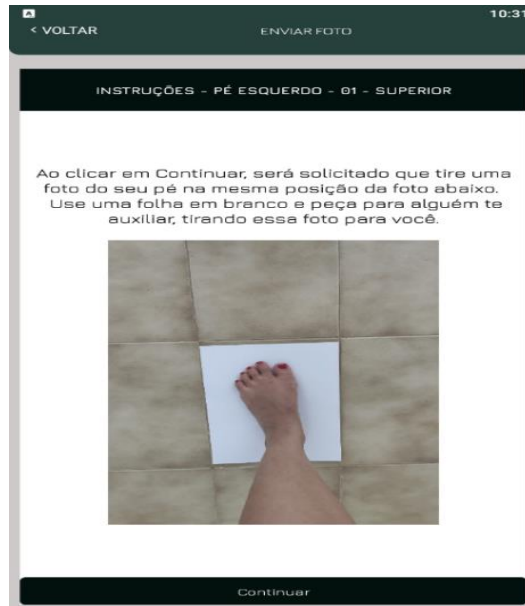 A
10:31
< VOLTAR
ENVIAR FOTO
INSTRUÇÕES - PÉ ESQUERDO - 01 - SUPERIOR
Ao clicar em Continuar, será solicitado que tire uma
foto do seu pé na mesma posição da foto abaixo.
Use uma folha em branco e peça para alguém te
auxiliar, tirando essa foto para você.
Continuar